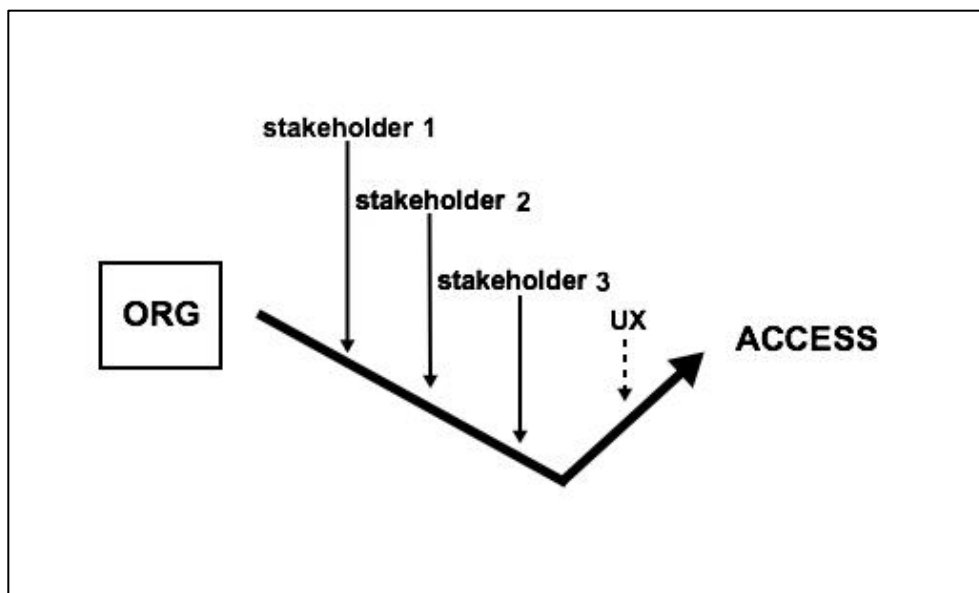 stakeholder 1
stakeholder 2
stakeholder 3
ORG
UX
ACCESS